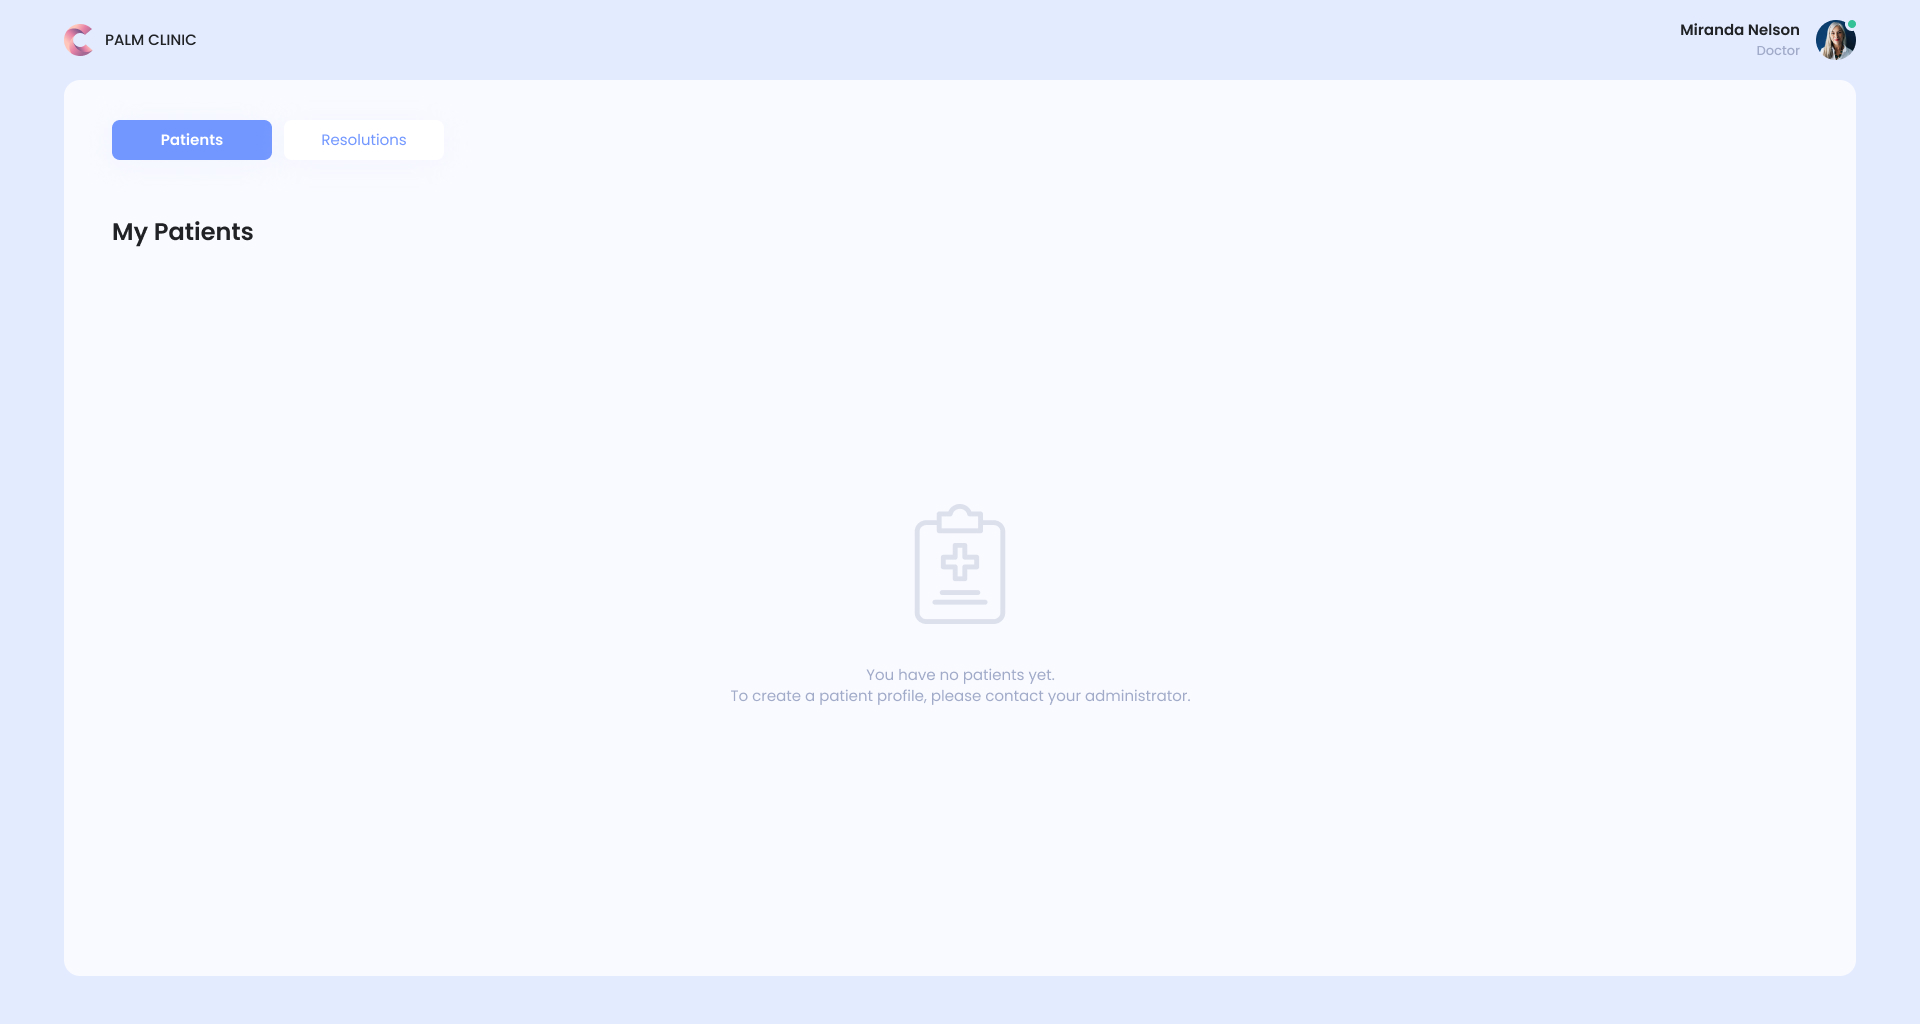 PALM CLINIC
Miranda Nelson
Doctor
Patients
Resolutions
My Patients
You have no patients yet.
To create a patient profile, please contact your administrator.